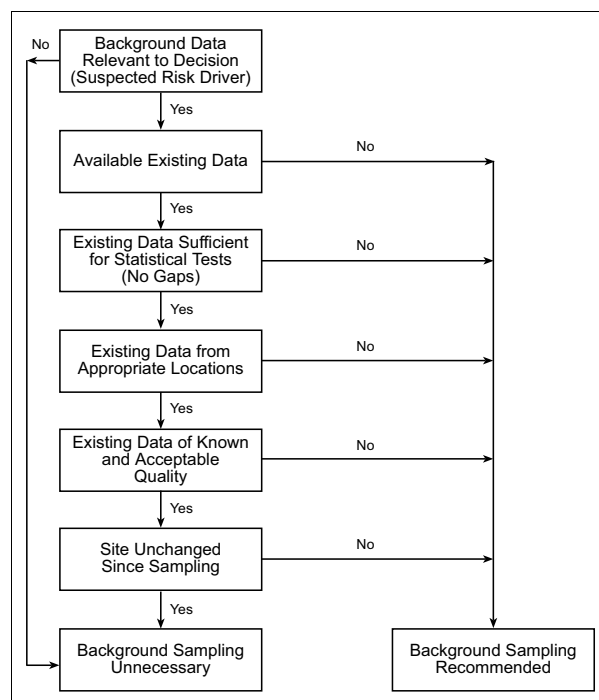 No
Background Data
Relevant to Decision
(Suspected Risk Driver)
Yes
Available Existing Data
No
Yes
Existing Data Sufficient
for Statistical Tests
(No Gaps)
No
Yes
Existing Data from
Appropriate Locations
No
Yes
Existing Data of Known
and Acceptable
Quality
No
Yes
Site Unchanged
Since Sampling
No
Yes
Background Sampling
Unnecessary
Background Sampling
Recommended